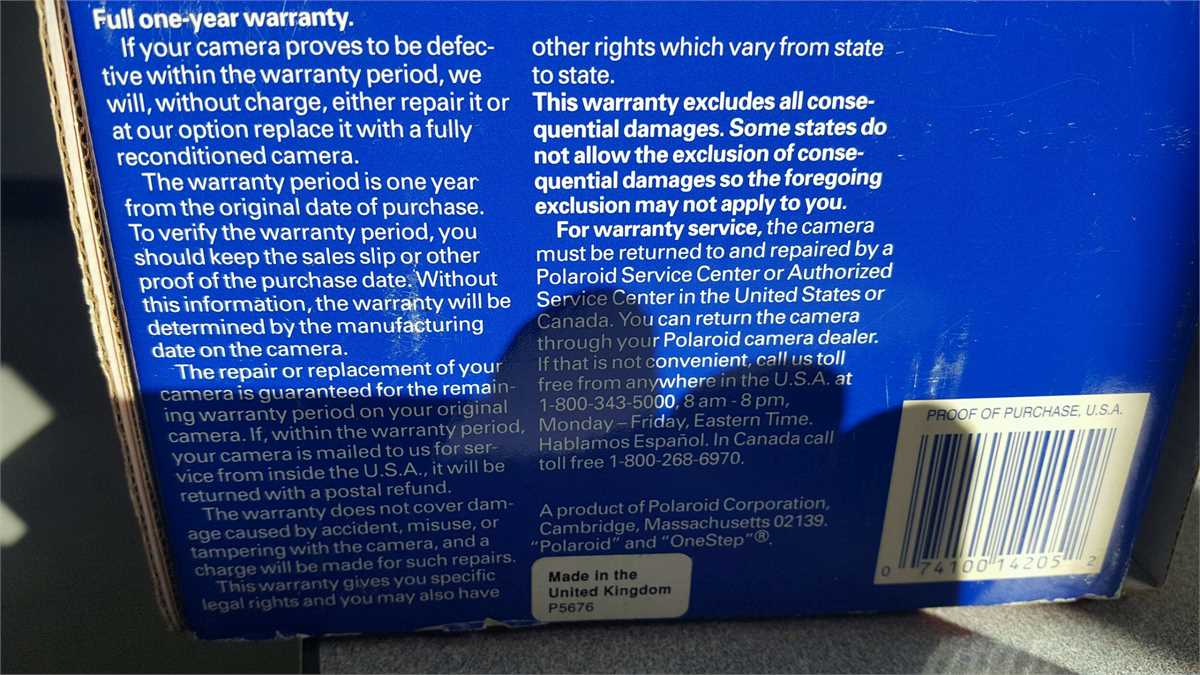 Full one-year warranty.
If your camera proves to be defec-
tive within the warranty period, we
will, without charge, either repair it or
at our option replace it with a fully
reconditioned camera.
The warranty period is one year
from the original date of purchase.
To verify the warranty period, you
should keep the sales slip or other
proof of the purchase date. Without
this information, the warranty will be
determined by the manufacturing
date on the camera.
The repair or replacement of your
camera is guaranteed for the remain-
ing warranty period on your original
camera. If, within the warranty period,
your camera is mailed to us for ser-
vice from inside the U.S.A., it will be
returned with a postal refund.
The warranty does not cover dam-
age caused by accident, misuse, or
tampering with the camera, and a
charge will be made for such repairs.
This warranty gives you specific
legal rights and you may also have
other rights which vary from state
to state.
This warranty excludes all conse-
quential damages. Some states do
not allow the exclusion of conse-
quential damages so the foregoing
exclusion may not apply to you.
For warranty service, the camera
must be returned to and repaired by a
Polaroid Service Center or Authorized
Service Center in the United States or
Canada. You can return the camera
through your Polaroid camera dealer.
If that is not convenient, call us toll
free from anywhere in the U.S.A. at
1-800-343-5000, 8 am - 8 pm,
Monday – Friday, Eastern Time.
Hablamos Español. In Canada call
toll free 1-800-268-6970.
A product of Polaroid Corporation,
Cambridge, Massachusetts 02139.
"Polaroid" and "OneStep"®.
Made in the
United Kingdom
P5676
PROOF OF PURCHASE, U.S.A.
0 74100 14205 2